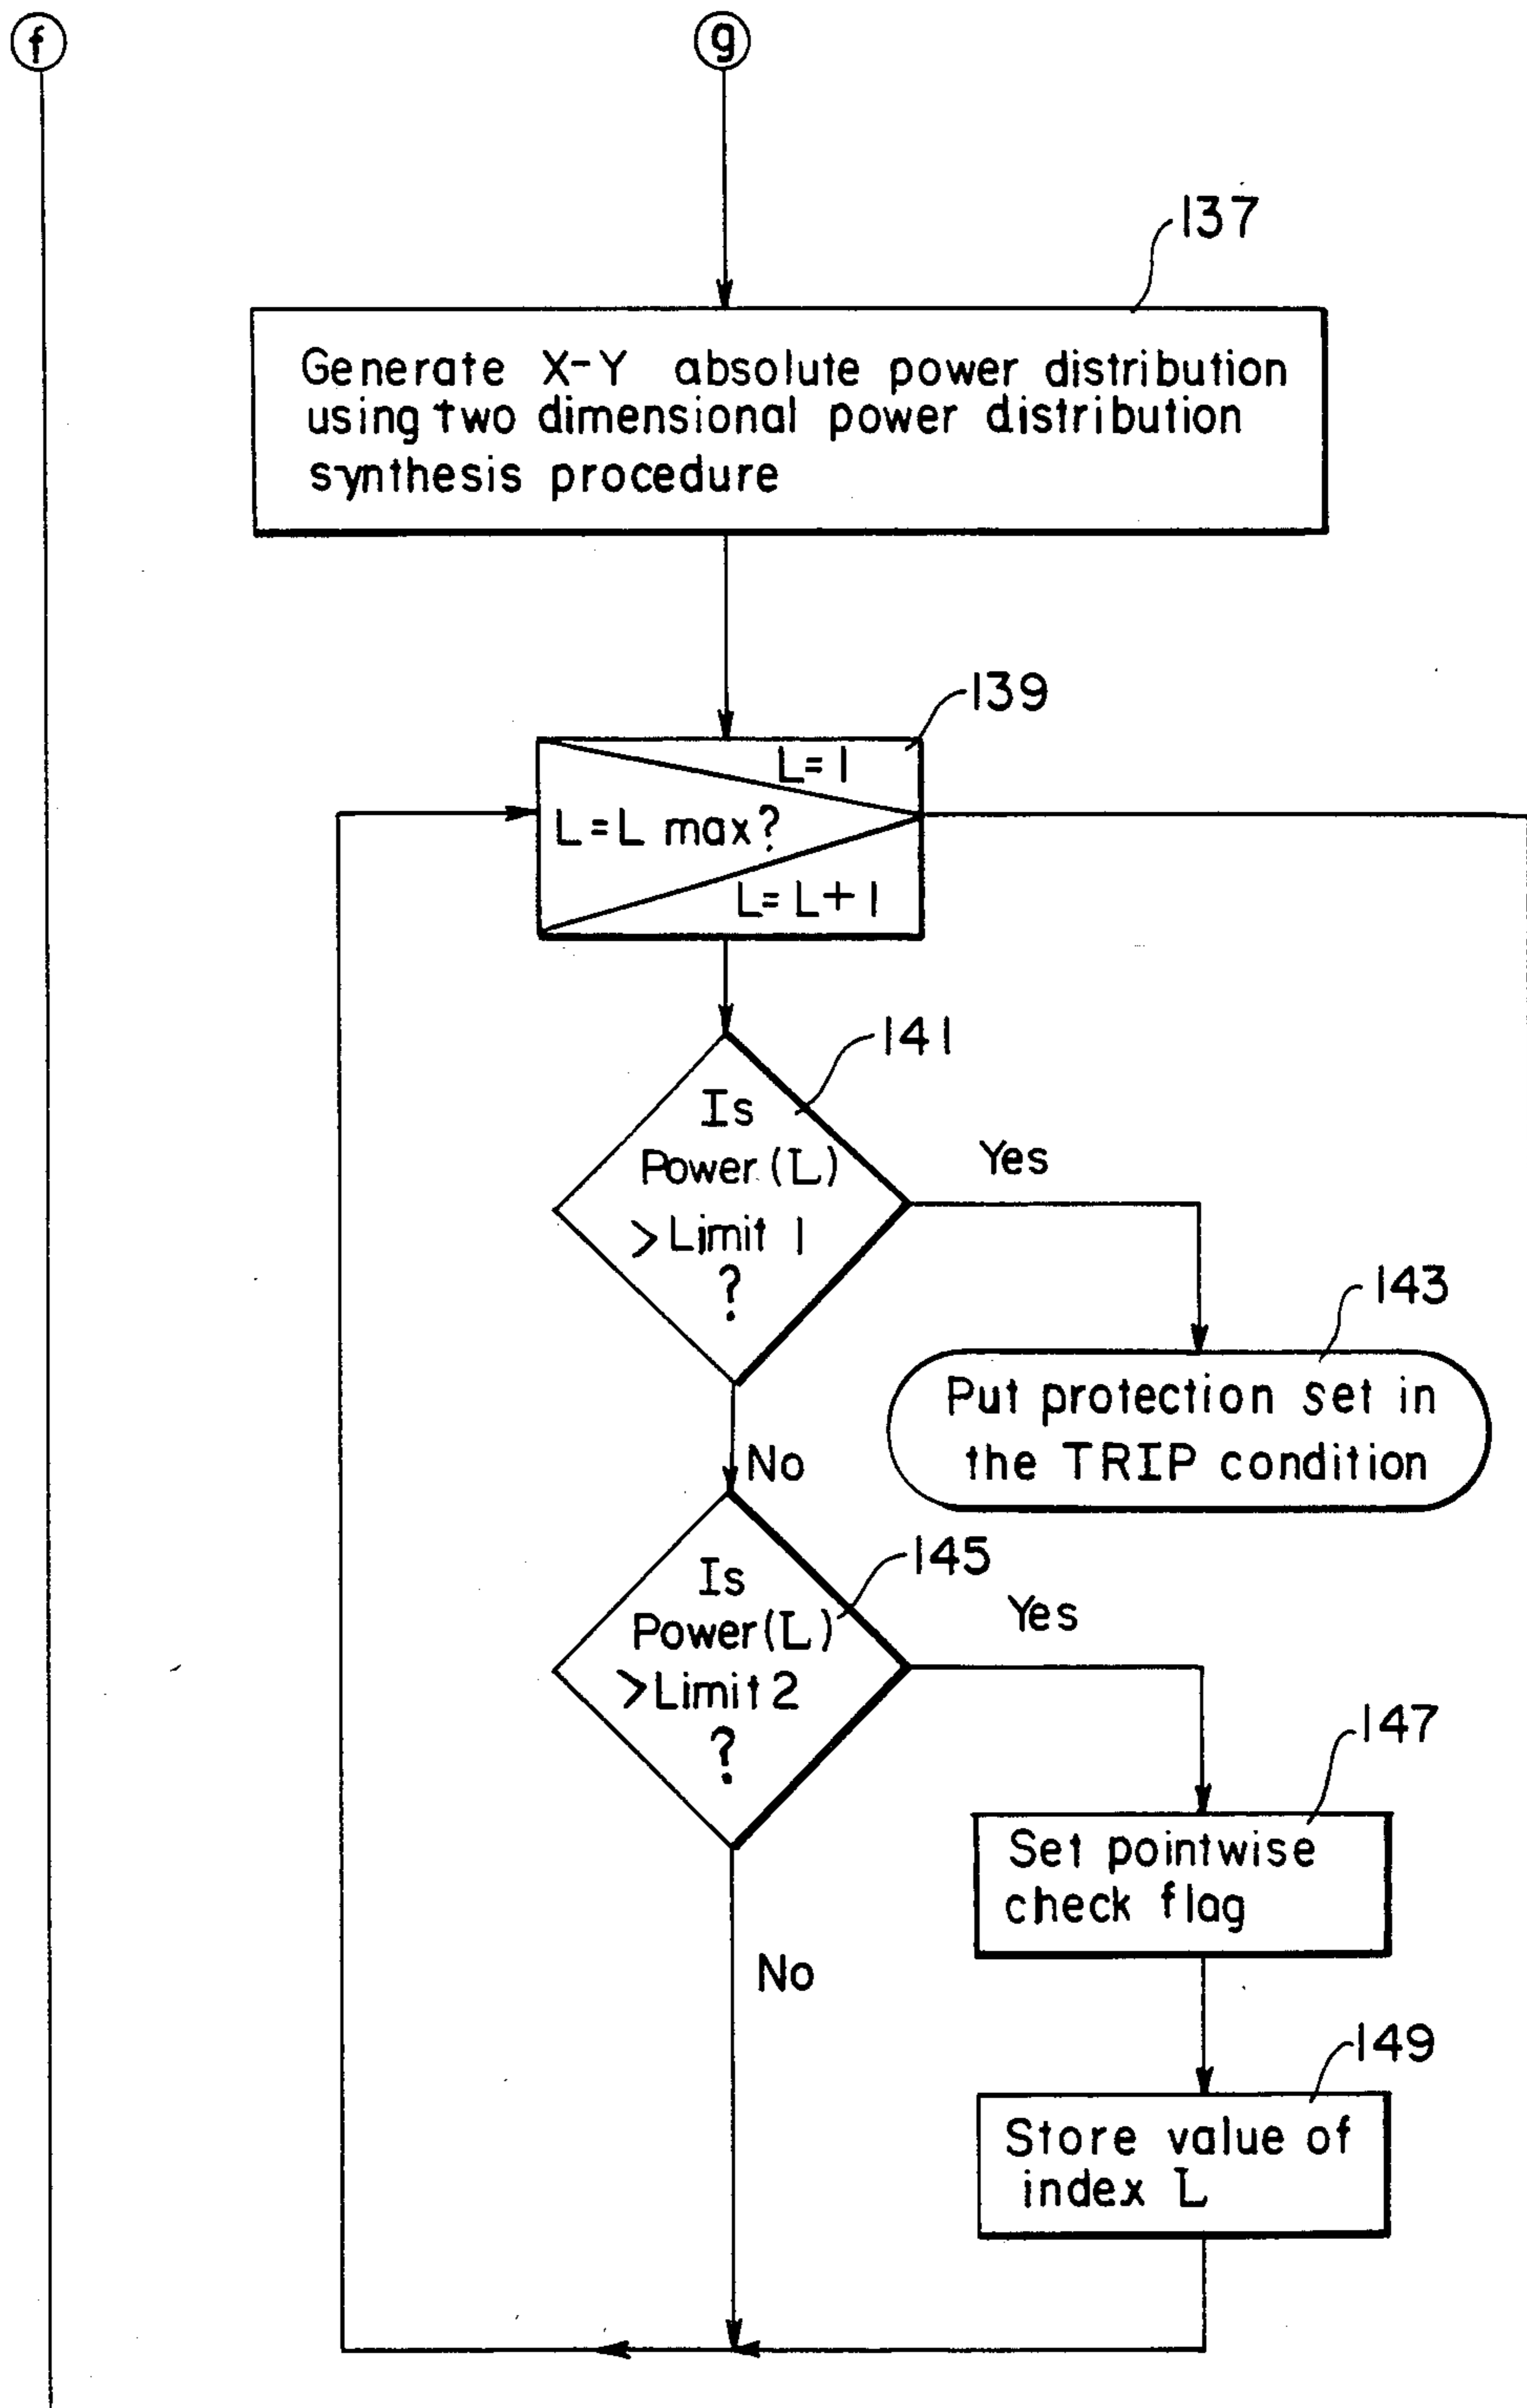 f
g
137
Generate X-Y absolute power distribution
using two dimensional power distribution
synthesis procedure
139
L=1
L=L max?
L=L+1
141
Is
Power (L)
>Limit 1
?
Yes
143
Put protection set in
the TRIP condition
No
145
Is
Power(L)
>Limit 2
?
Yes
147
Set pointwise
check flag
No
149
Store value of
index L